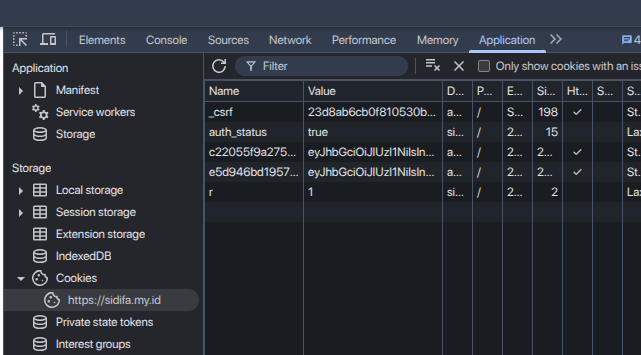 Elements Console Sources Network Performance Memory Application 4
Application
Manifest
Service workers
Storage
Storage
Local storage
Session storage
Extension storage
IndexedDB
Cookies
https://sidifa.my.id
Private state tokens
Interest groups
Filter Only show cookies with an iss
Name Value D... P... E... Si... Ht... S... S...
_csrf 23d8ab6cb0f810530b... a... / S... 198 ✓ St.
auth_status true si... / 2... 15 La
c22055f9a275... eyJhbGciOiJIUzI1NiIsIn... a... / 2... 2... ✓ St.
e5d946bd1957... eyJhbGciOiJIUzI1NiIsIn... a... / 2... 2... ✓ St.
r 1 si... / 2... 2 La